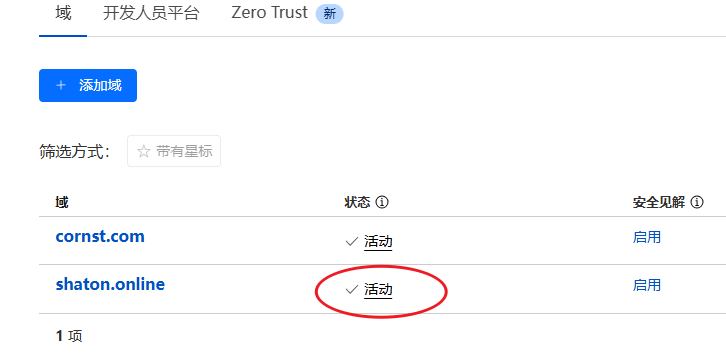 域 开发人员平台 Zero Trust 新
+ 添加域
筛选方式： ☆ 带有星标
域 状态 安全见解
cornst.com ✓ 活动 启用
shaton.online ✓ 活动 启用
1 项